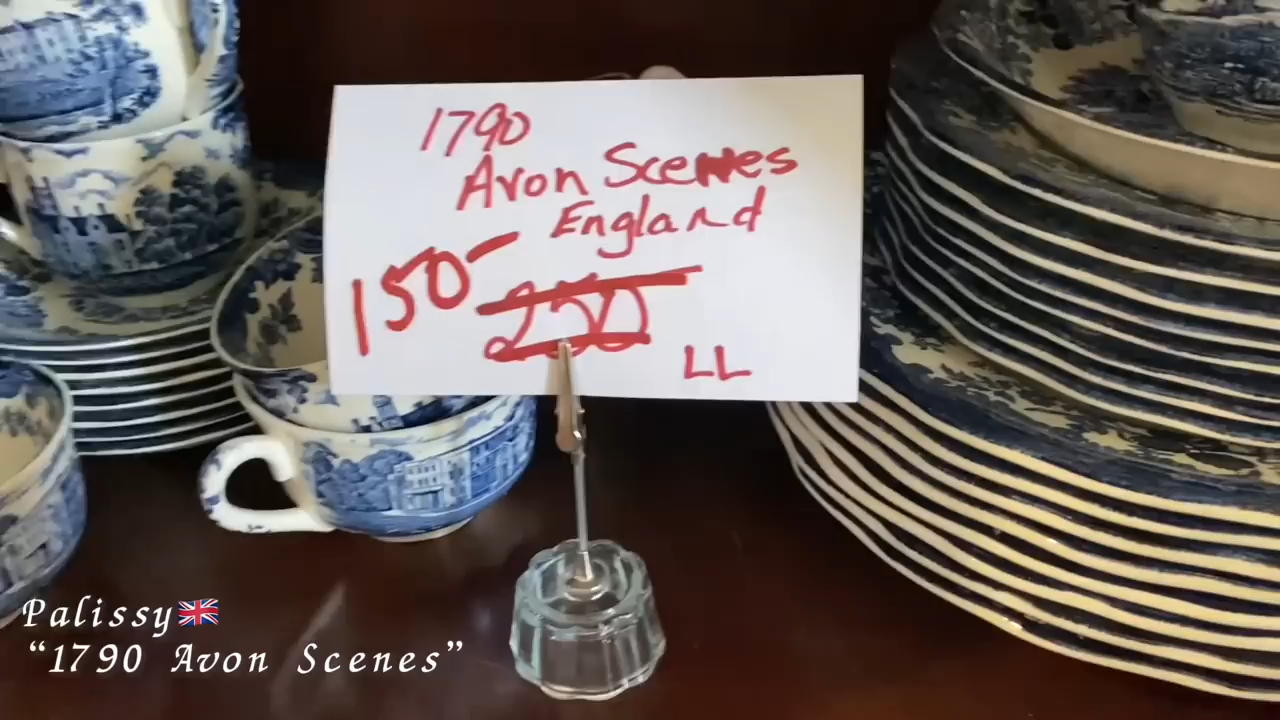 1790
Avon Scenes
England
150-
250
LL
Palissy🇬🇧
“1790 Avon Scenes”